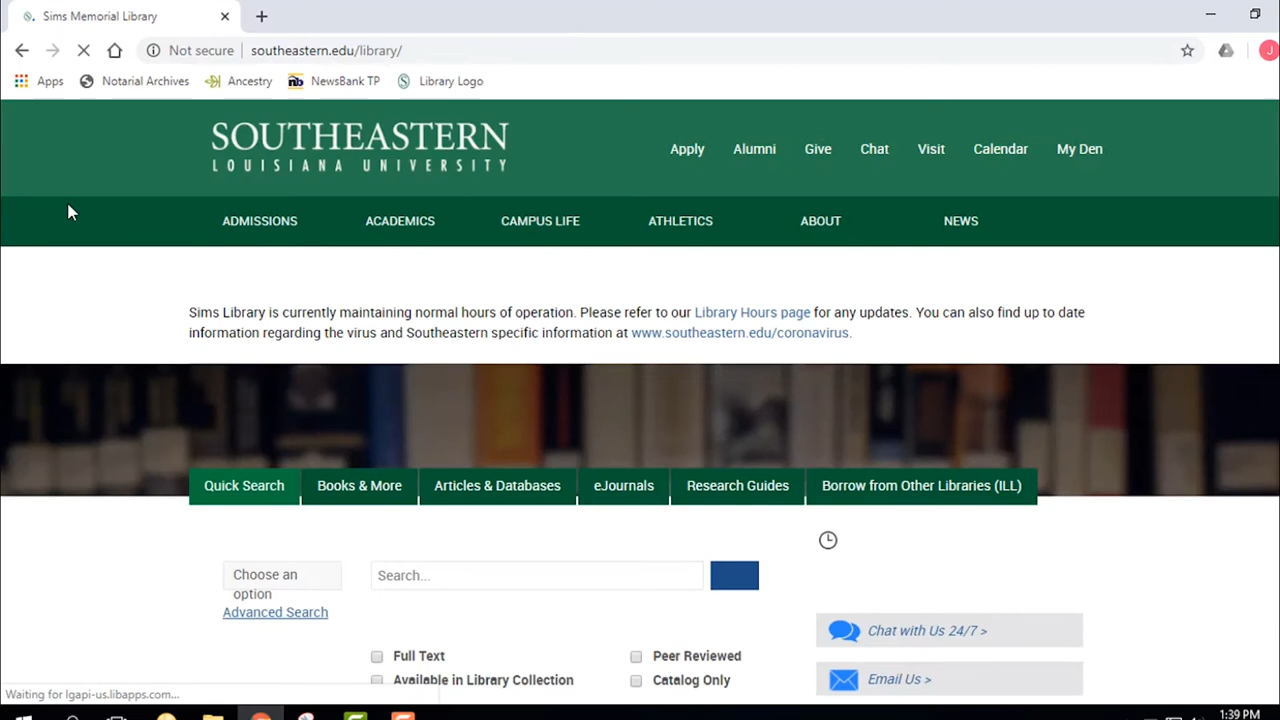 Sims Memorial Library
Not secure southeastern.edu/library/
J
Apps Notarial Archives Ancestry nb NewsBank TP Library Logo
SOUTHEASTERN
LOUISIANA UNIVERSITY
Apply Alumni Give Chat Visit Calendar My Den
ADMISSIONS ACADEMICS CAMPUS LIFE ATHLETICS ABOUT NEWS
Sims Library is currently maintaining normal hours of operation. Please refer to our Library Hours page for any updates. You can also find up to date
information regarding the virus and Southeastern specific information at www.southeastern.edu/coronavirus.
Quick Search Books & More Articles & Databases eJournals Research Guides Borrow from Other Libraries (ILL)
Choose an
option
Search...
Advanced Search
Chat with Us 24/7 >
Full Text Peer Reviewed
Available in Library Collection Catalog Only
Email Us >
Waiting for lgapi-us.libapps.com...
1:39 PM